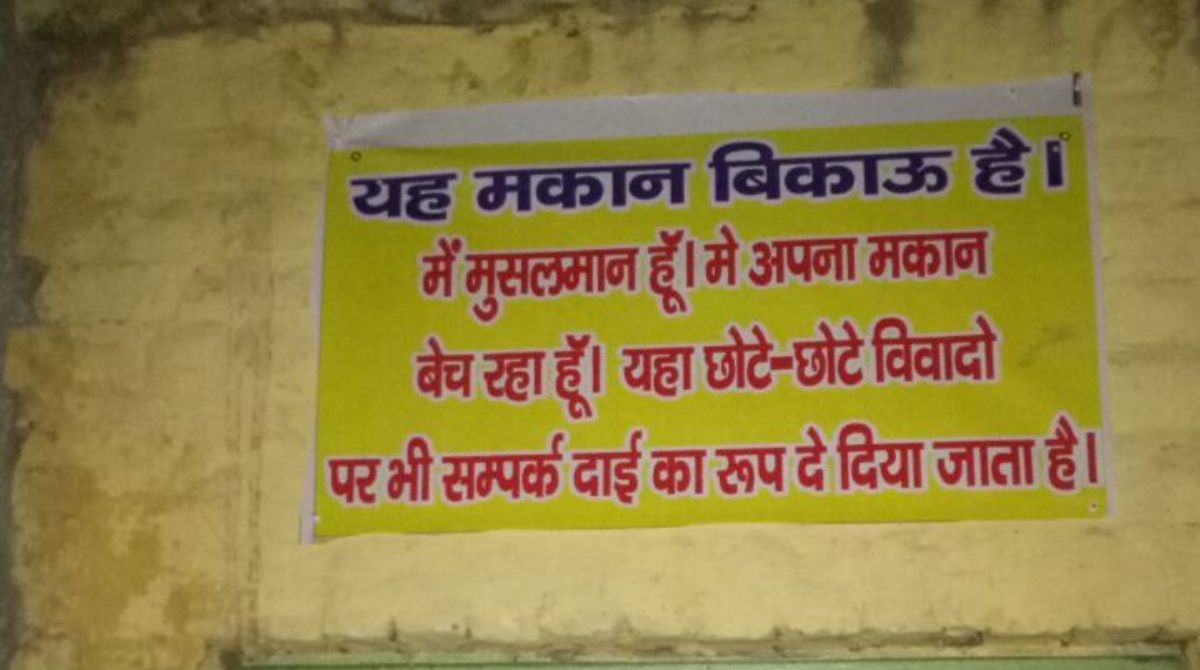 यह मकान बिकाऊ है।
में मुसलमान हूँ। मे अपना मकान
बेच रहा हूँ। यहा छोटे-छोटे विवादो
पर भी सम्पर्क दाई का रूप दे दिया जाता है।